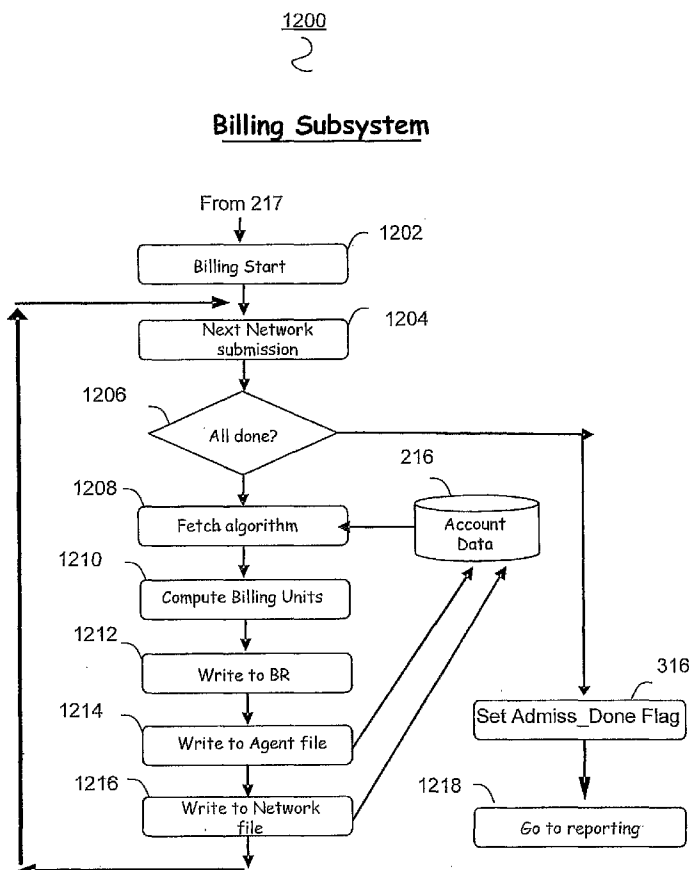 1200
Billing Subsystem
From 217
1202
Billing Start
1204
Next Network
submission
1206
All done?
216
Account
Data
1208
Fetch algorithm
1210
Compute Billing Units
1212
Write to BR
316
Set Admiss_Done Flag
1214
Write to Agent file
1216
Write to Network
file
1218
Go to reporting